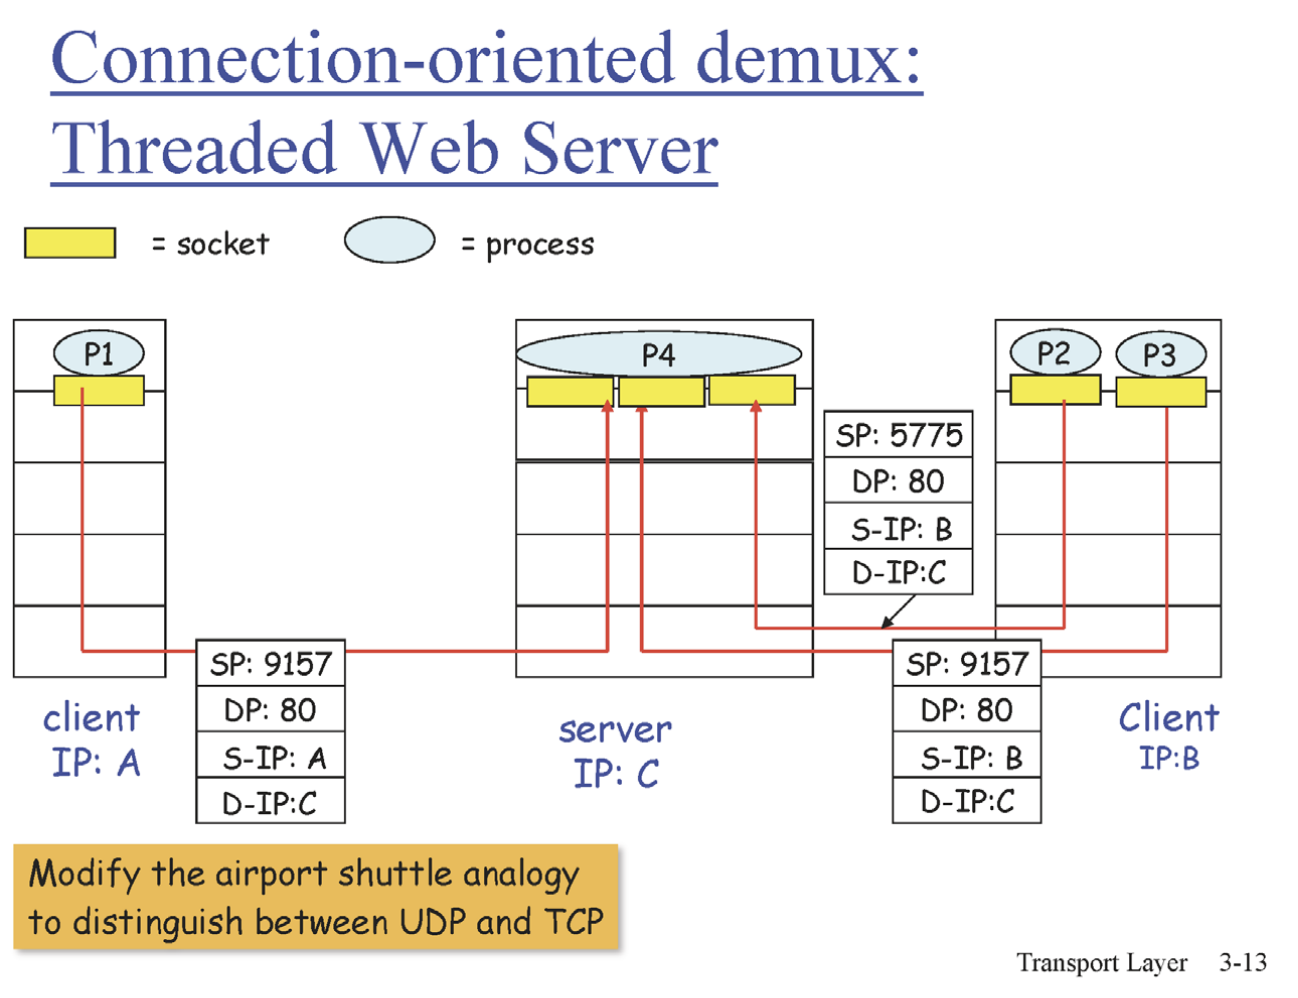 Connection-oriented demux:
Threaded Web Server
= socket
= process
P1
P4
P2
P3
SP: 5775
DP: 80
S-IP: B
D-IP:C
SP: 9157
DP: 80
S-IP: A
D-IP:C
SP: 9157
DP: 80
S-IP: B
D-IP:C
client
IP: A
server
IP: C
Client
IP:B
Modify the airport shuttle analogy
to distinguish between UDP and TCP
Transport Layer 3-13